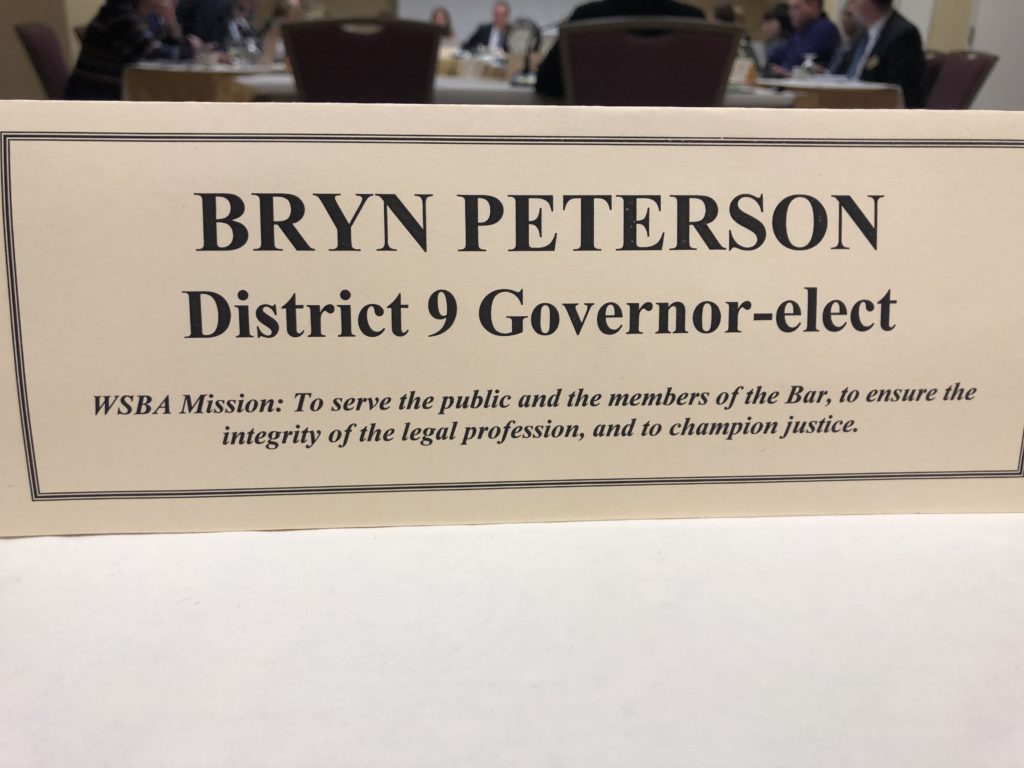 BRYN PETERSON
District 9 Governor-elect
WSBA Mission: To serve the public and the members of the Bar, to ensure the
integrity of the legal profession, and to champion justice.